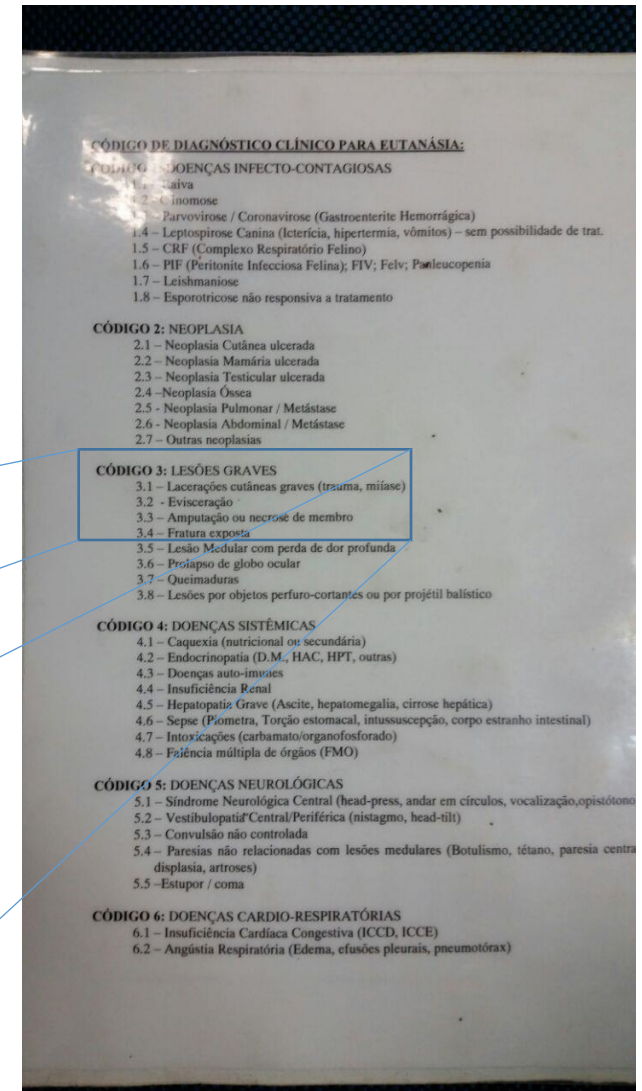 CÓDIGO DE DIAGNÓSTICO CLÍNICO PARA EUTANÁSIA:
DOENÇAS INFECTO-CONTAGIOSAS
Raiva
Parvovirose / Coronavirose (Gastroenterite Hemorrágica)
1.4 – Leptospirose Canina (Icterícia, hipertermia, vômitos) – sem possibilidade de trat.
1.5 – CRF (Complexo Respiratório Felino)
1.6 – PIF (Peritonite Infecciosa Felina); FIV; Felv; Panleucopenia
1.7 – Leishmaniose
1.8 – Esporotricose não responsiva a tratamento
CÓDIGO 2: NEOPLASIA
2.1 – Neoplasia Cutânea ulcerada
2.2 – Neoplasia Mamária ulcerada
2.3 – Neoplasia Testicular ulcerada
2.4 –Neoplasia Óssea
2.5 - Neoplasia Pulmonar / Metástase
2.6 - Neoplasia Abdominal / Metástase
2.7 – Outras neoplasias
CÓDIGO 3: LESÕES GRAVES
3.1 – Lacerações cutâneas graves (trauma, miíase)
3.2 - Evisceração
3.3 – Amputação ou necrose de membro
3.4 – Fratura exposta
3.5 – Lesão Medular com perda de dor profunda
3.6 – Prolapso de globo ocular
3.7 – Queimaduras
3.8 – Lesões por objetos perfuro-cortantes ou por projétil balístico
CÓDIGO 4: DOENÇAS SISTÊMICAS
4.1 – Caquexia (nutricional ou secundária)
4.2 – Endocrinopatia (D.M., HAC, HPT, outras)
4.3 – Doenças auto-imunes
4.4 – Insuficiência Renal
4.5 – Hepatopatia Grave (Ascite, hepatomegalia, cirrose hepática)
4.6 – Sepse (Piometra, Torção estomacal, intussuscepção, corpo estranho intestinal)
4.7 – Intoxicações (carbamato/organofosforado)
4.8 – Falência múltipla de órgãos (FMO)
CÓDIGO 5: DOENÇAS NEUROLÓGICAS
5.1 – Síndrome Neurológica Central (head-press, andar em círculos, vocalização,opistótono
5.2 – Vestibulopatia Central/Periférica (nistagmo, head-tilt)
5.3 – Convulsão não controlada
5.4 – Paresias não relacionadas com lesões medulares (Botulismo, tétano, paresia centra
displasia, artroses)
5.5 –Estupor / coma
CÓDIGO 6: DOENÇAS CARDIO-RESPIRATÓRIAS
6.1 – Insuficiência Cardíaca Congestiva (ICCD, ICCE)
6.2 – Angústia Respiratória (Edema, efusões pleurais, pneumotórax)